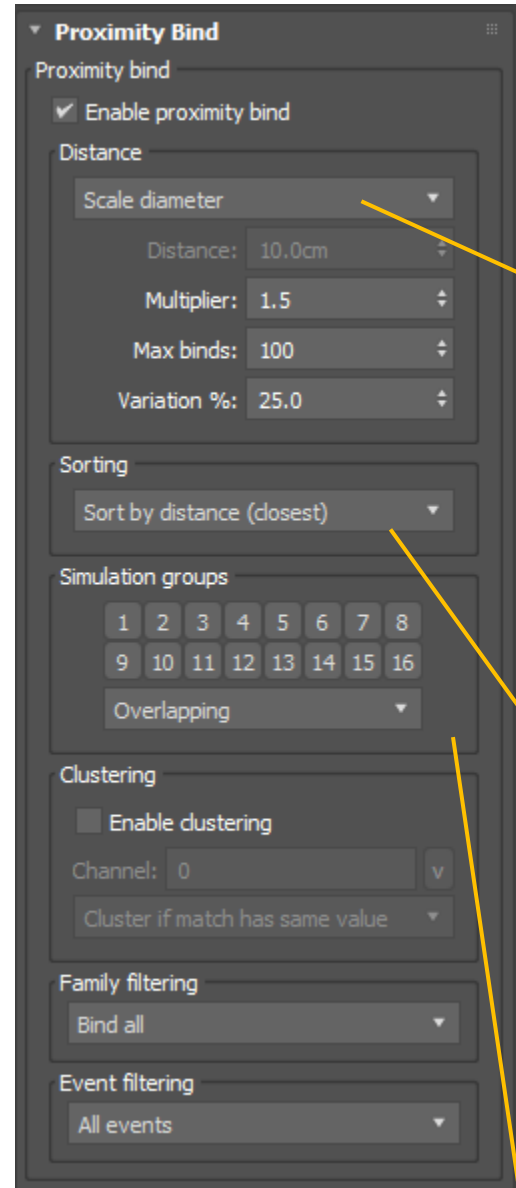 Proximity Bind
Proximity bind
Enable proximity bind
Distance
Scale diameter
Distance: 10.0cm
Multiplier: 1.5
Max binds: 100
Variation %: 25.0
Sorting
Sort by distance (closest)
Simulation groups
1 2 3 4 5 6 7 8
9 10 11 12 13 14 15 16
Overlapping
Clustering
Enable clustering
Channel: 0 v
Cluster if match has same value
Family filtering
Bind all
Event filtering
All events